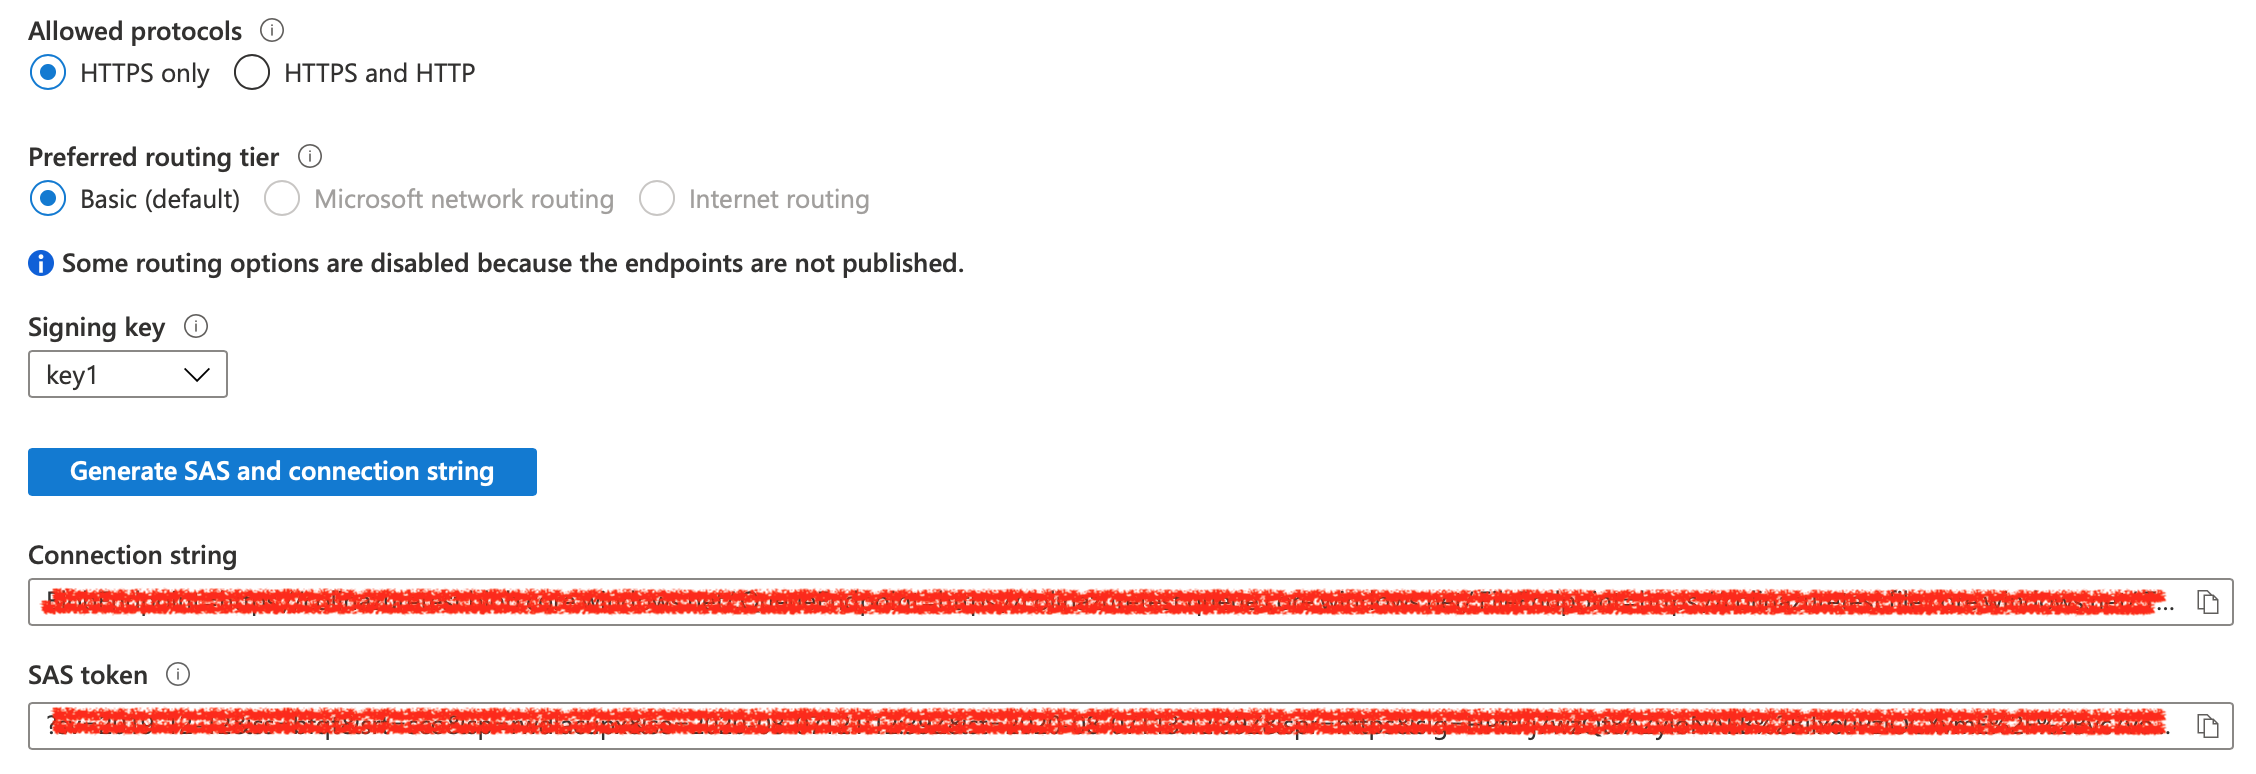 Allowed protocols
HTTPS only HTTPS and HTTP
Preferred routing tier
Basic (default) Microsoft network routing Internet routing
Some routing options are disabled because the endpoints are not published.
Signing key
key1
Generate SAS and connection string
Connection string
SAS token